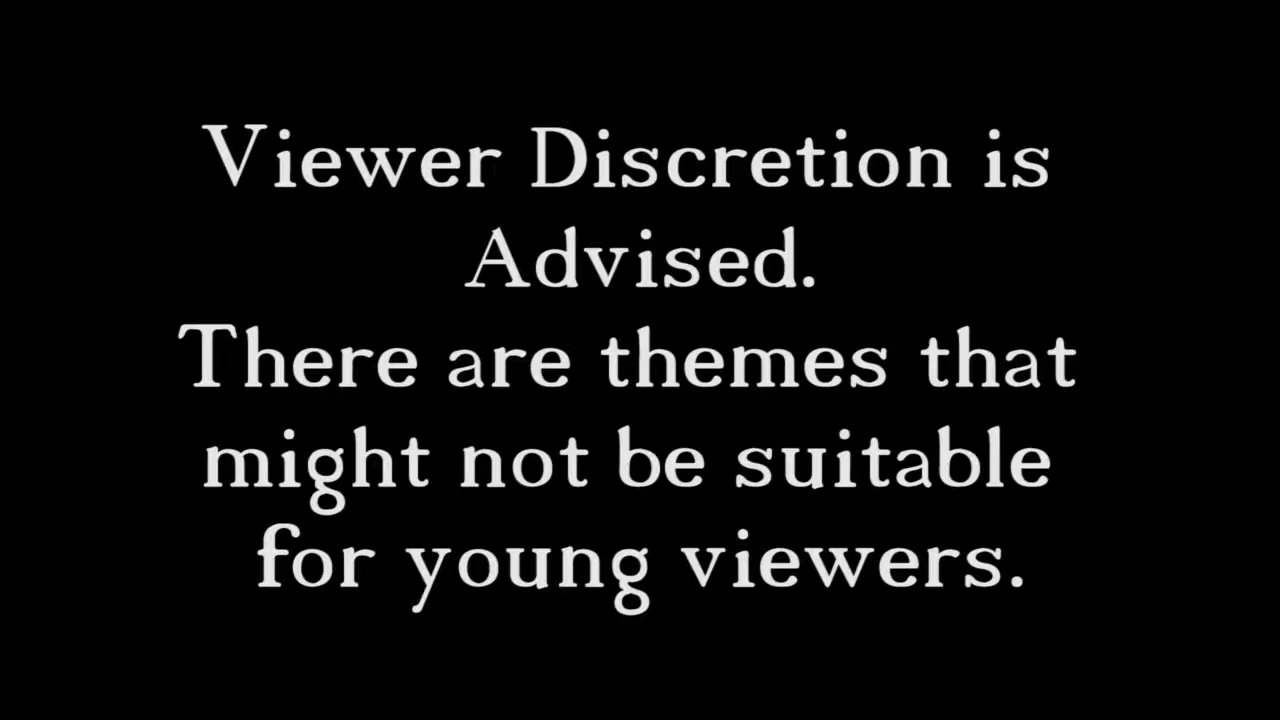 Viewer Discretion is
Advised.
There are themes that
might not be suitable
for young viewers.